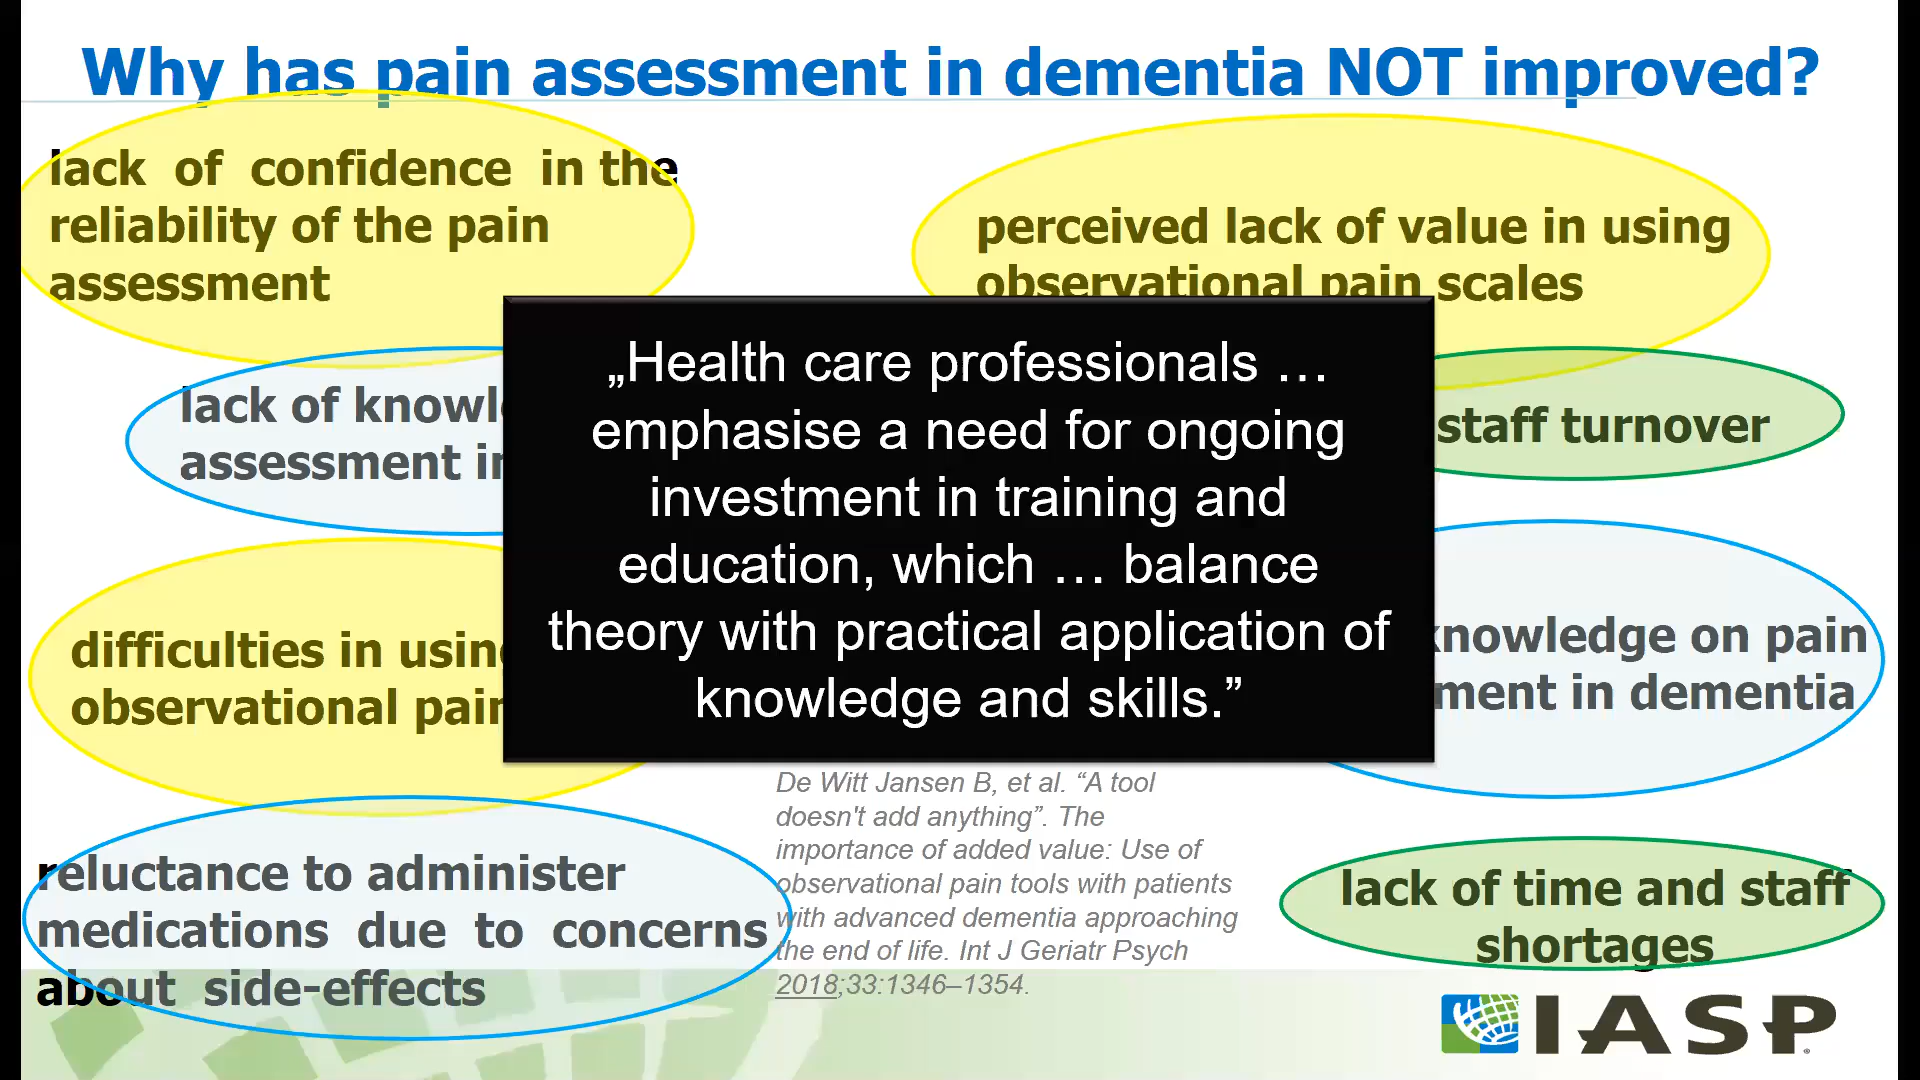 Why has pain assessment in dementia NOT improved?
lack of confidence in the
reliability of the pain
assessment
perceived lack of value in using
observational pain scales
lack of
assessment
staff turnover
difficulties in
observational
knowledge on pain
in dementia
reluctance to administer
medications due to concerns
about side-effects
lack of time and staff
shortages
„Health care professionals …
emphasise a need for ongoing
investment in training and
education, which … balance
theory with practical application of
knowledge and skills.”
De Witt Jansen B, et al. “A tool
doesn't add anything”. The
importance of added value: Use of
observational pain tools with patients
with advanced dementia approaching
the end of life. Int J Geriatr Psych
2018;33:1346–1354.
IASP